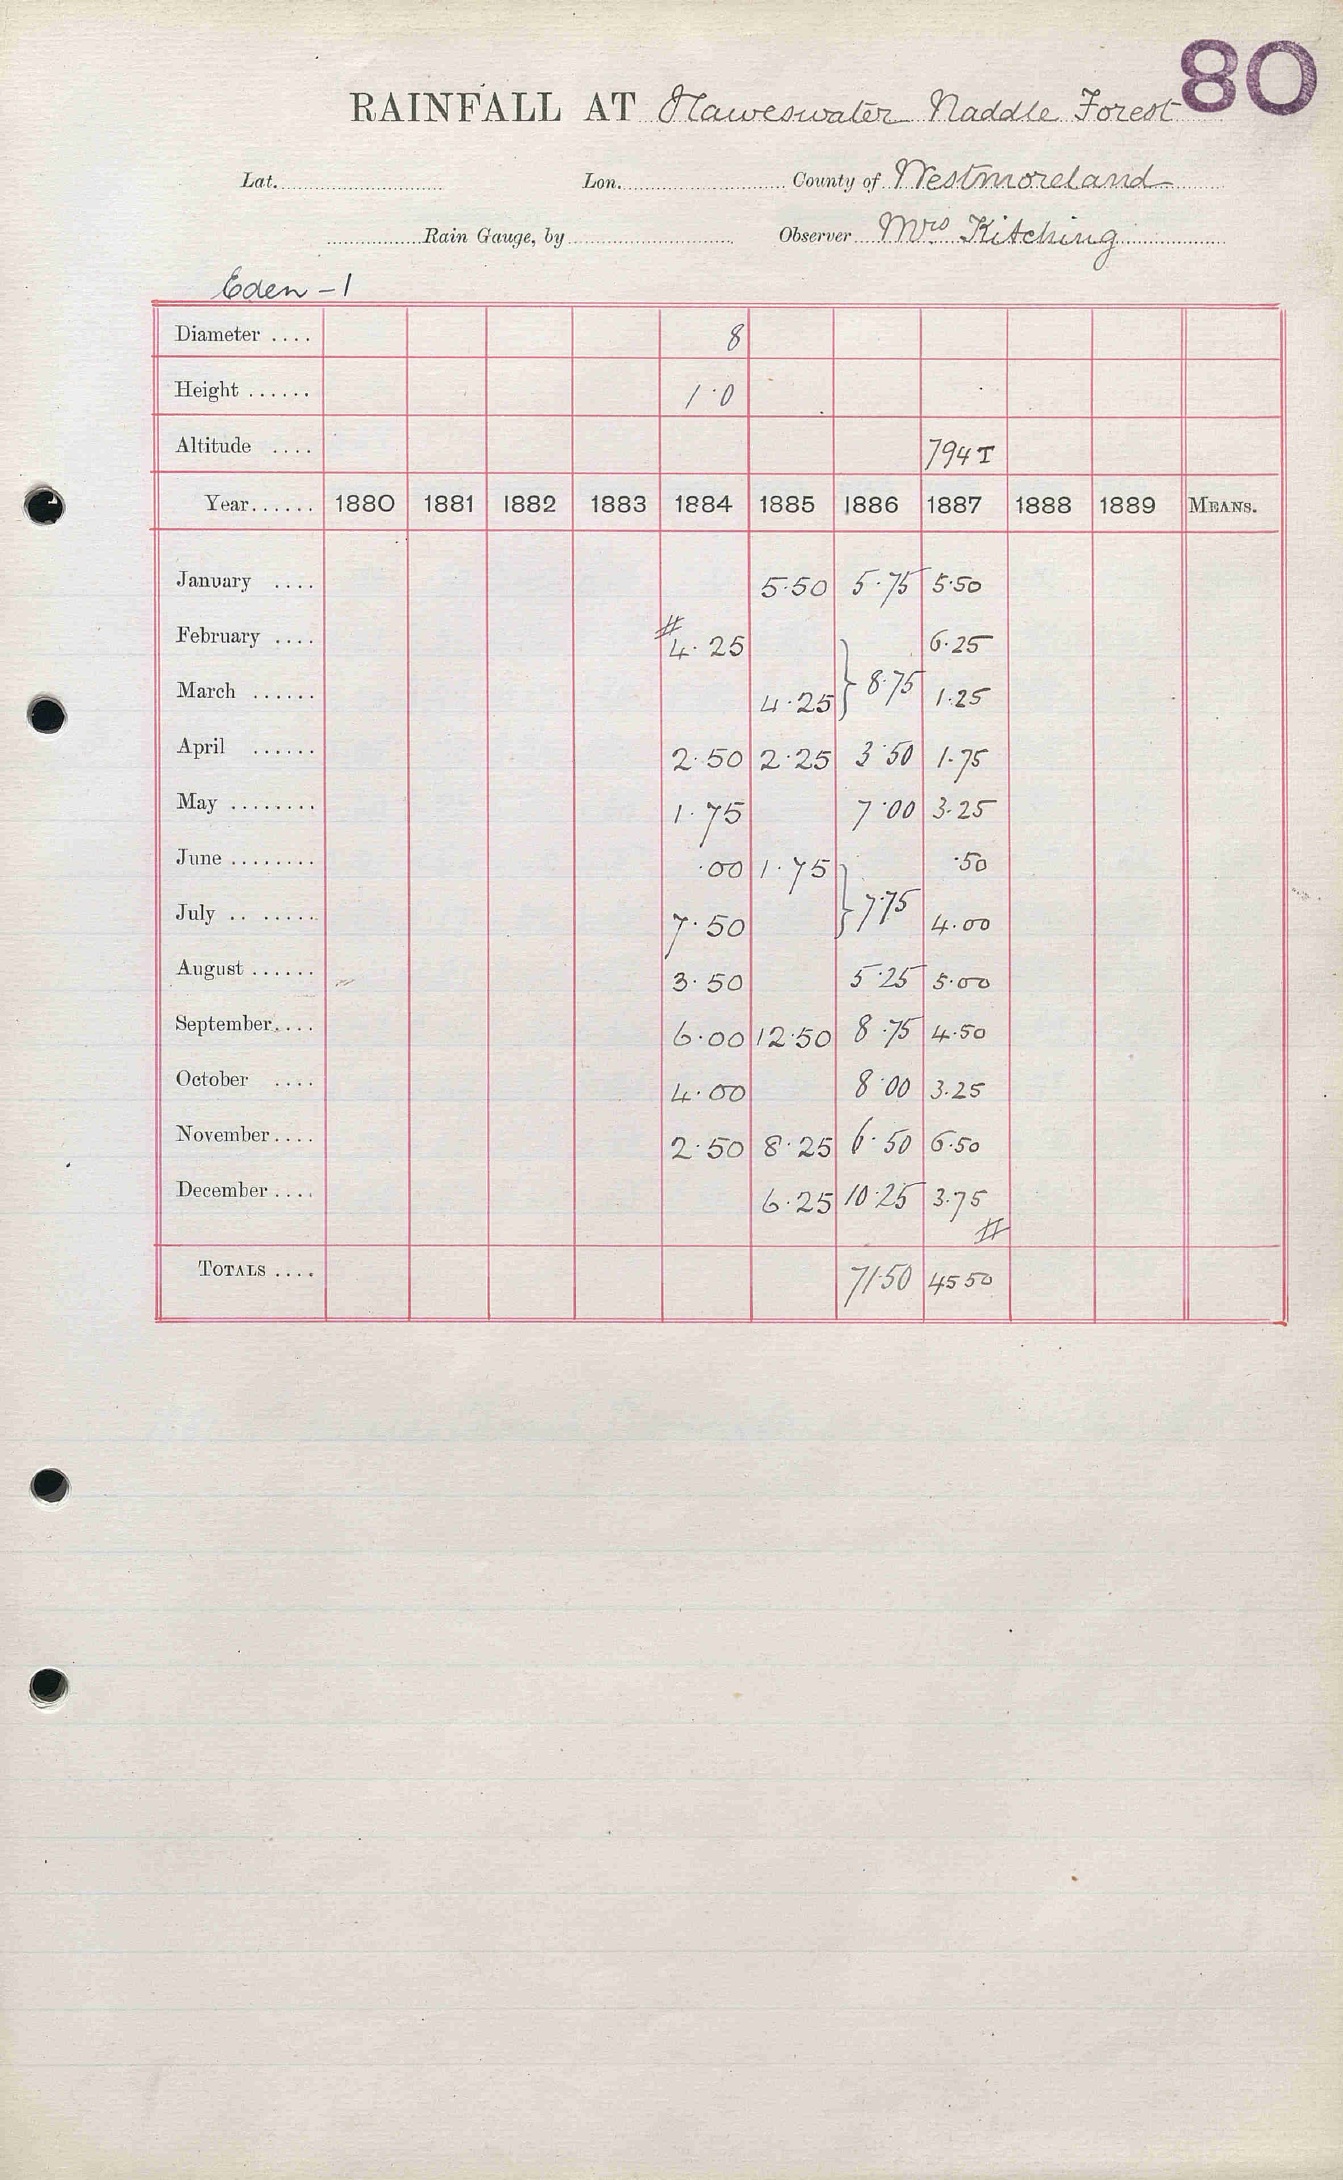 80
RAINFALL AT Haweswater Naddle Forest
Lat. Lon. County of Westmoreland
Rain Gauge, by Observer Mrs Kitching
Eden - 1
Diameter .... 8
Height ...... 1.0
Altitude .... 794 T
Year...... 1880 1881 1882 1883 1884 1885 1886 1887 1888 1889 MEANS.
January .... 5.50 5.75 5.50
February .... # 4.25 6.25
March ...... 4.25 } 8.75 1.25
April ...... 2.50 2.25 3.50 1.75
May ........ 1.75 7.00 3.25
June ........ .00 1.75 .50
July .. ...... 7.50 } 7.75 4.00
August ...... 3.50 5.25 5.00
September.... 6.00 12.50 8.75 4.50
October .... 4.00 8.00 3.25
November.... 2.50 8.25 6.50 6.50
December .... 6.25 10.25 3.75
#
TOTALS .... 71.50 45 50